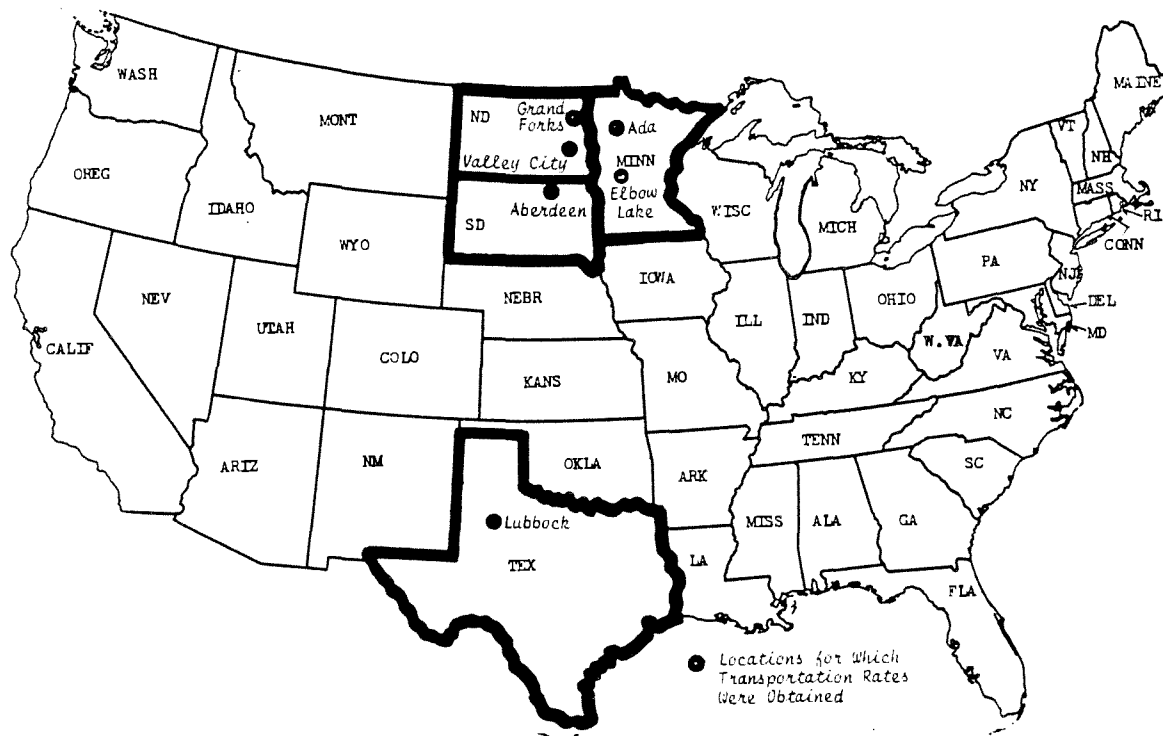 WASH
MONT
ND
Grand
Forks
Ada
MAINE
VT
Valley City
MINN
NH
OREG
IDAHO
Elbow
Lake
NY
MASS
Aberdeen
WISC
RI
SD
MICH
WYO
CONN
PA
IOWA
NJ
NEV
NEBR
OHIO
DEL
UTAH
ILL
IND
MD
CALIF
COLO
W.VA
VA
KANS
MO
KY
NC
TENN
ARIZ
NM
OKLA
SC
ARK
Lubbock
MISS
ALA
GA
TEX
LA
FLA
Locations for Which
Transportation Rates
Were Obtained